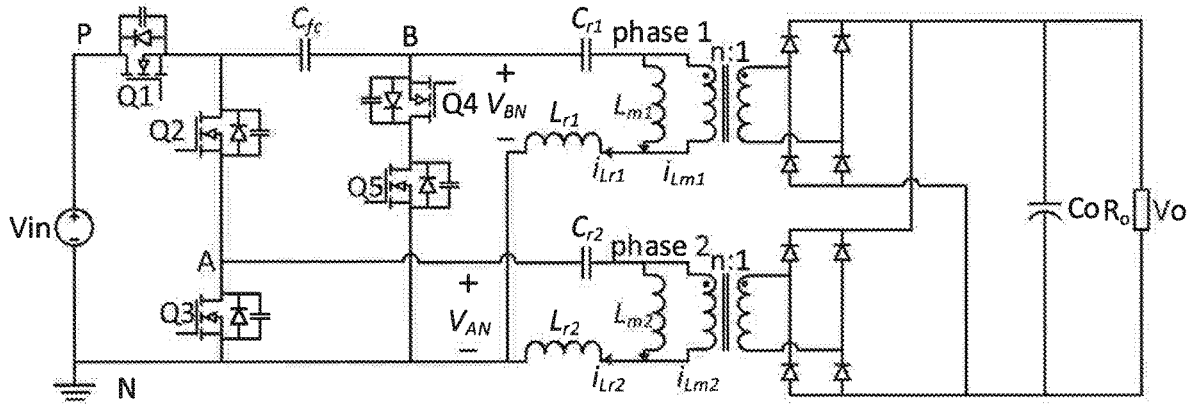 P
C_fc
B
C_r1 phase 1 n:1
Q1
Q2
Q4
+
V_BN
−
L_m1
L_r1
Q5
i_Lr1 i_Lm1
Vin
+
−
Co R_o Vo
C_r2 phase 2 n:1
A
+
V_AN
−
Q3
L_m2
L_r2
i_Lr2 i_Lm2
N